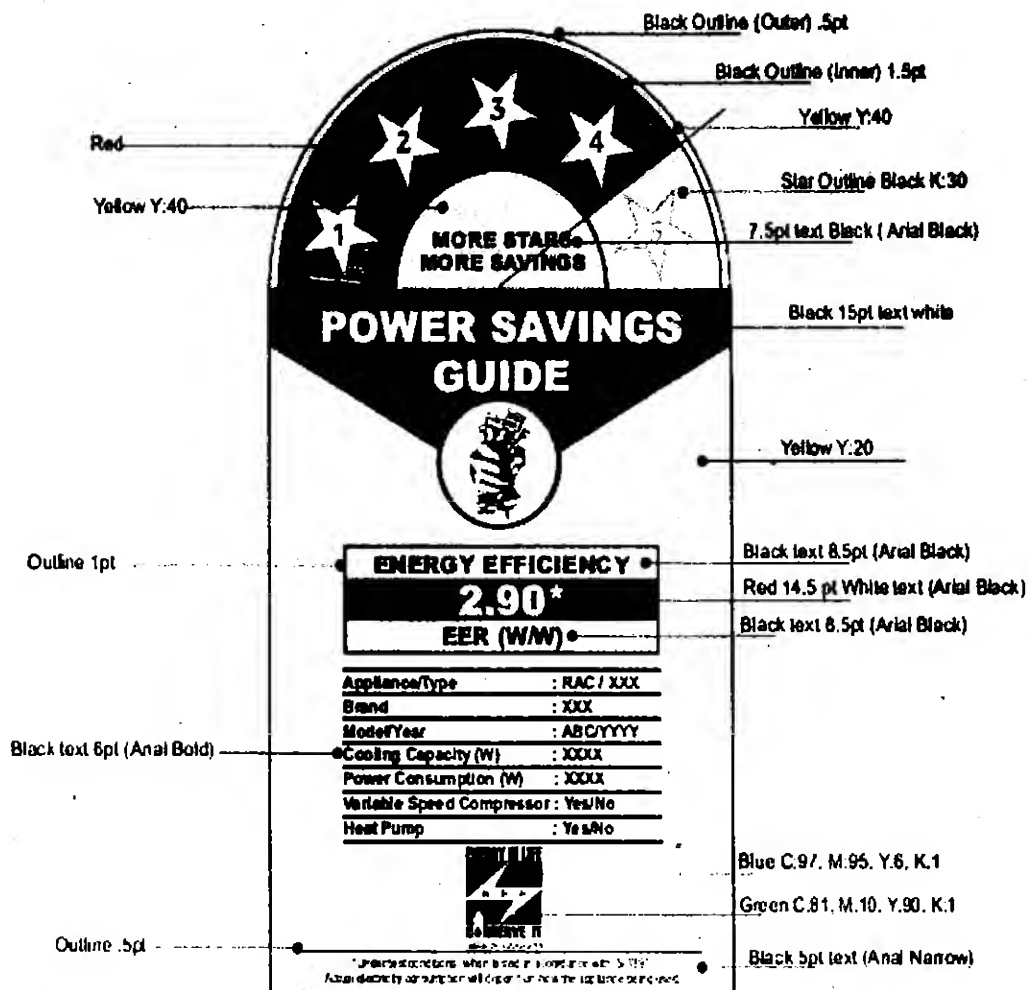 Black Outline (Outer) .5pt
Black Outline (Inner) 1.5pt
Yellow Y:40
Red
Star Outline Black K:30
Yellow Y:40
7.5pt text Black ( Arial Black)
1
2
3
4
MORE STARS
MORE SAVINGS
Black 15pt text white
POWER SAVINGS
GUIDE
Yellow Y:20
Outline 1pt
ENERGY EFFICIENCY
Black text 8.5pt (Arial Black)
2.90*
Red 14.5 pt White text (Arial Black)
EER (W/W)
Black text 8.5pt (Arial Black)
Appliance/Type : RAC / XXX
Brand : XXX
Model/Year : ABC/YYYY
Black text 6pt (Arial Bold)
Cooling Capacity (W) : XXXX
Power Consumption (W) : XXXX
Variable Speed Compressor : Yes/No
Heat Pump : Yes/No
ENERGY IS LIFE
CONSERVE IT
Blue C:97, M:95, Y:6, K:1
Green C:81, M:10, Y:90, K:1
Outline .5pt
Black 5pt text (Arial Narrow)